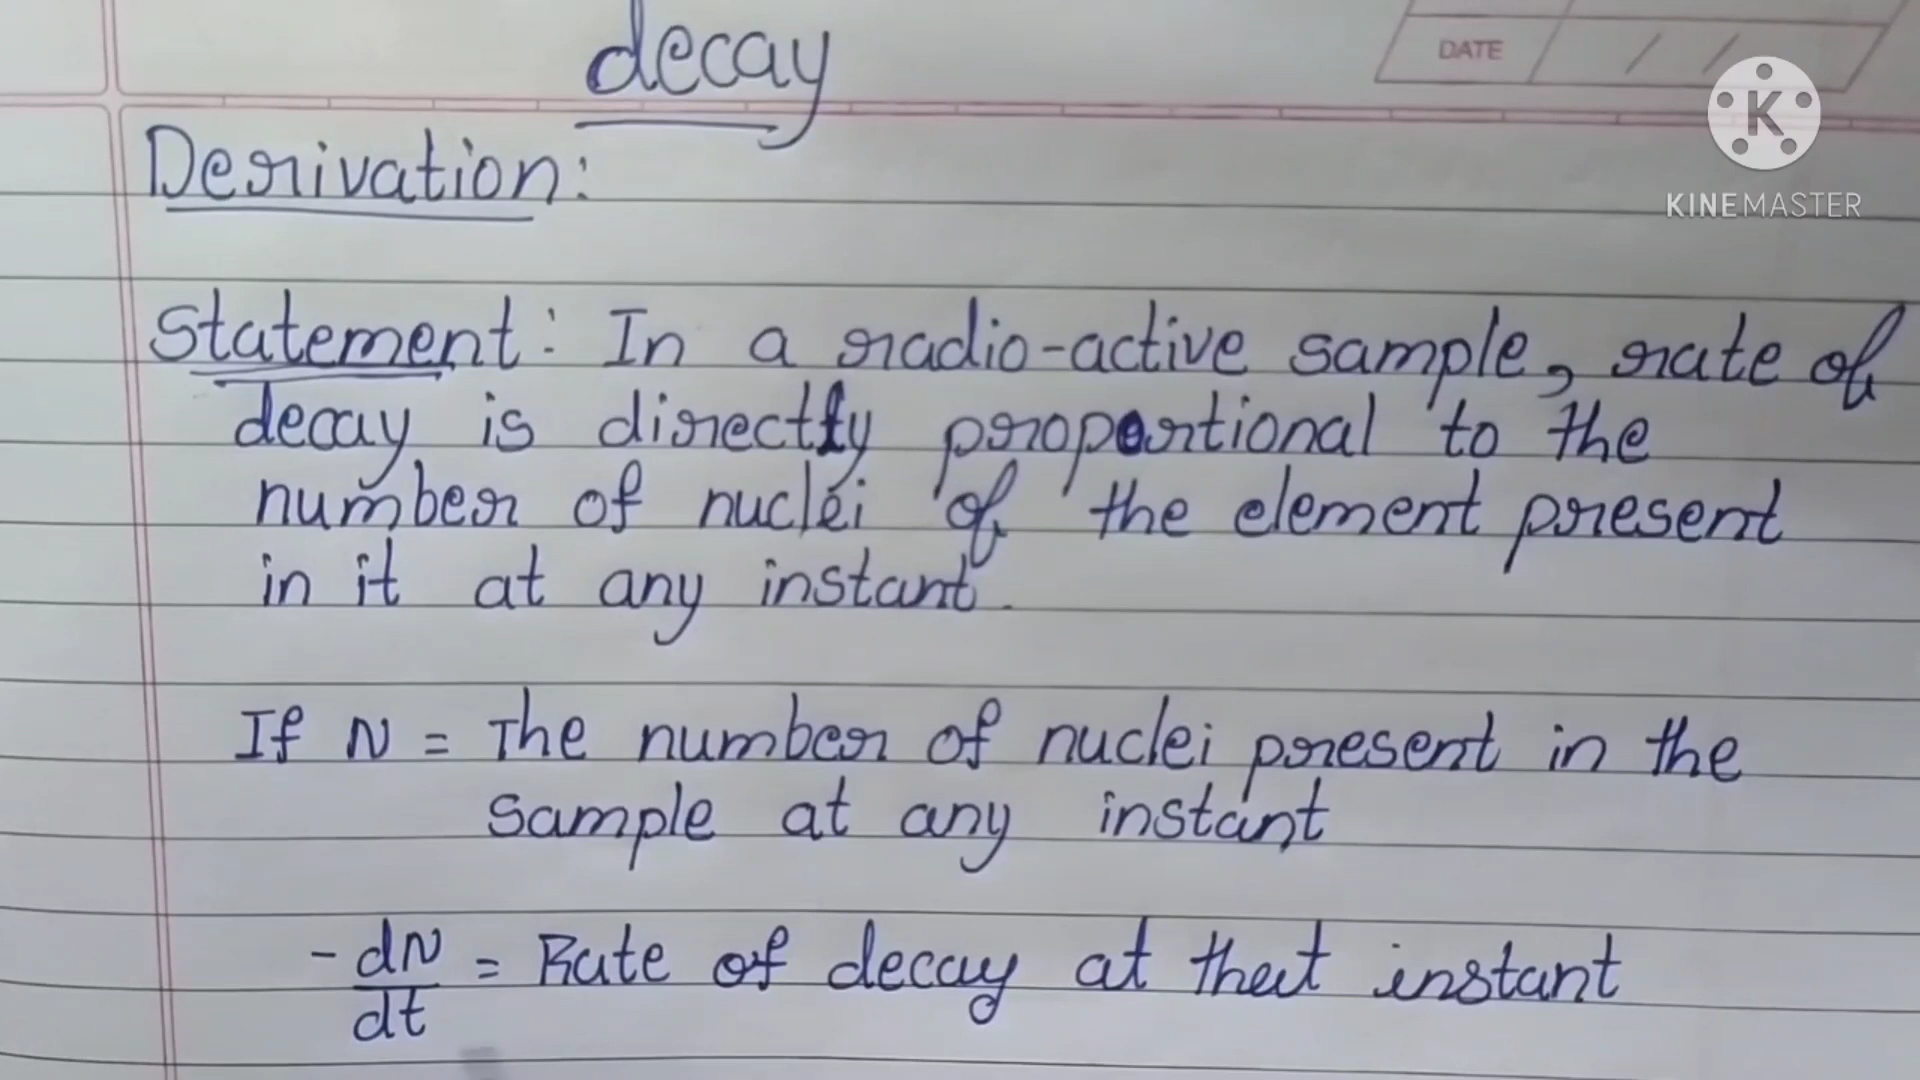 decay
DATE / /
K
KINEMASTER
Derivation:
Statement: In a radio-active sample, rate of
decay is directly proportional to the
number of nuclei of the element present
in it at any instant.
If N = The number of nuclei present in the
sample at any instant
-dN/dt = Rate of decay at that instant